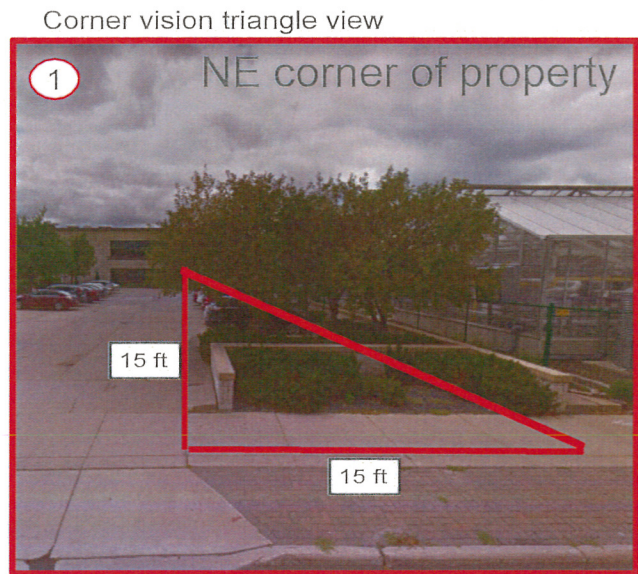 Corner vision triangle view
1
NE corner of property
15 ft
15 ft